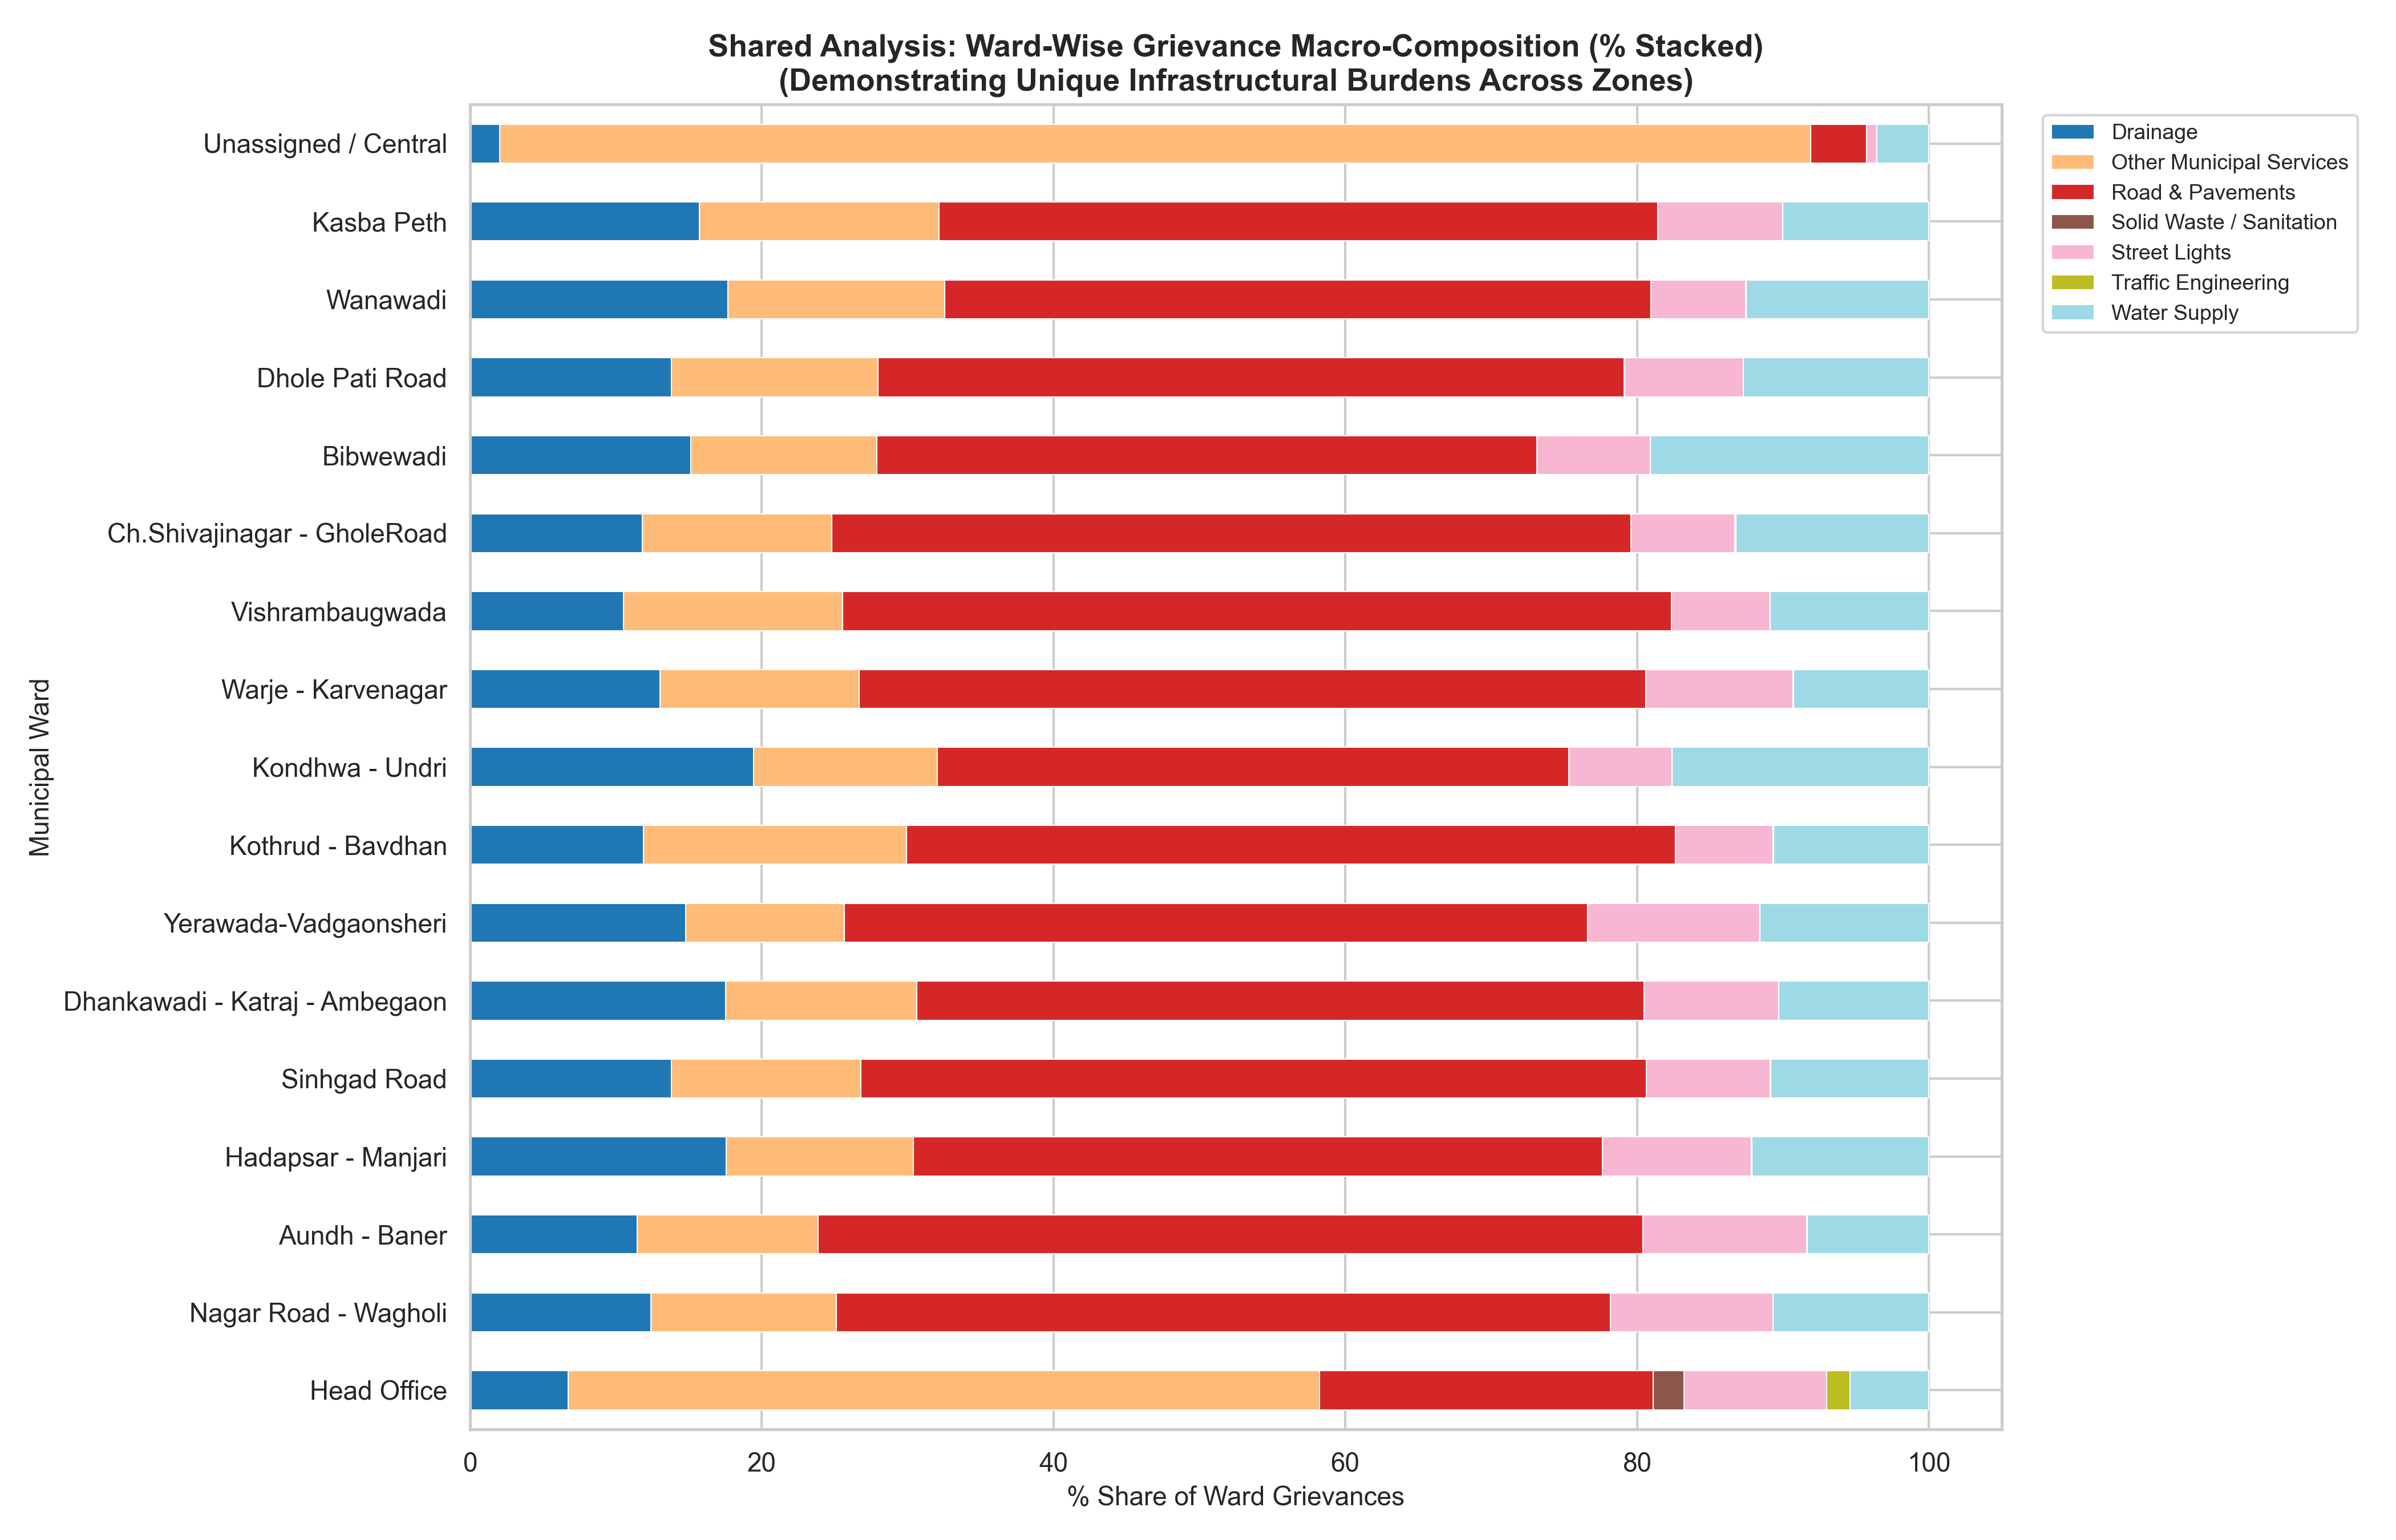 Shared Analysis: Ward-Wise Grievance Macro-Composition (% Stacked)
(Demonstrating Unique Infrastructural Burdens Across Zones)
Drainage
Other Municipal Services
Road & Pavements
Solid Waste / Sanitation
Street Lights
Traffic Engineering
Water Supply
Municipal Ward
Unassigned / Central
Kasba Peth
Wanawadi
Dhole Pati Road
Bibwewadi
Ch.Shivajinagar - GholeRoad
Vishrambaugwada
Warje - Karvenagar
Kondhwa - Undri
Kothrud - Bavdhan
Yerawada-Vadgaonsheri
Dhankawadi - Katraj - Ambegaon
Sinhgad Road
Hadapsar - Manjari
Aundh - Baner
Nagar Road - Wagholi
Head Office
0 20 40 60 80 100
% Share of Ward Grievances